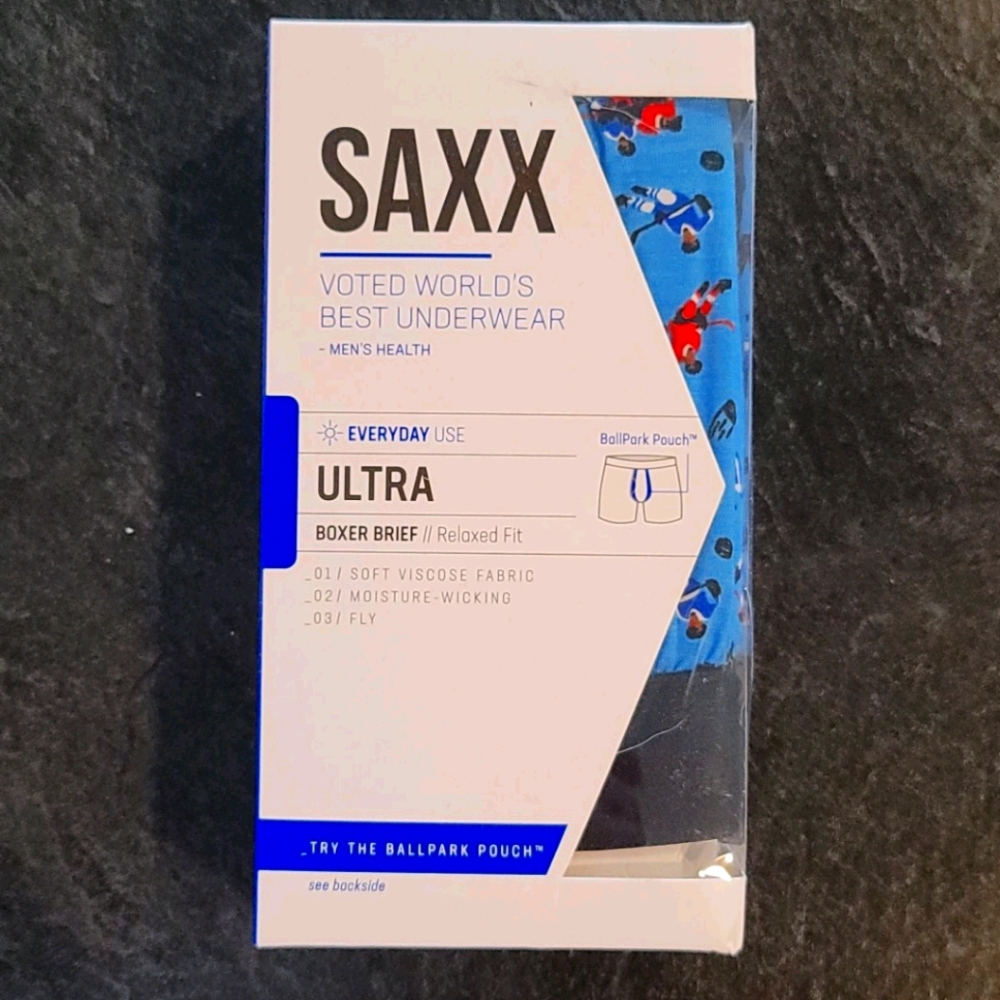 SAXX
VOTED WORLD'S
BEST UNDERWEAR
- MEN'S HEALTH
EVERYDAY USE
BallPark Pouch™
ULTRA
BOXER BRIEF // Relaxed Fit
_01/ SOFT VISCOSE FABRIC
_02/ MOISTURE-WICKING
_03/ FLY
_TRY THE BALLPARK POUCH™
see backside